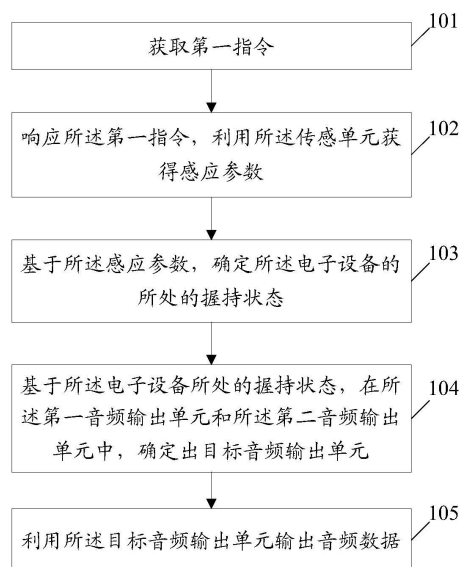 101
获取第一指令
102
响应所述第一指令，利用所述传感单元获
得感应参数
103
基于所述感应参数，确定所述电子设备的
所处的握持状态
104
基于所述电子设备所处的握持状态，在所
述第一音频输出单元和所述第二音频输出
单元中，确定出目标音频输出单元
105
利用所述目标音频输出单元输出音频数据